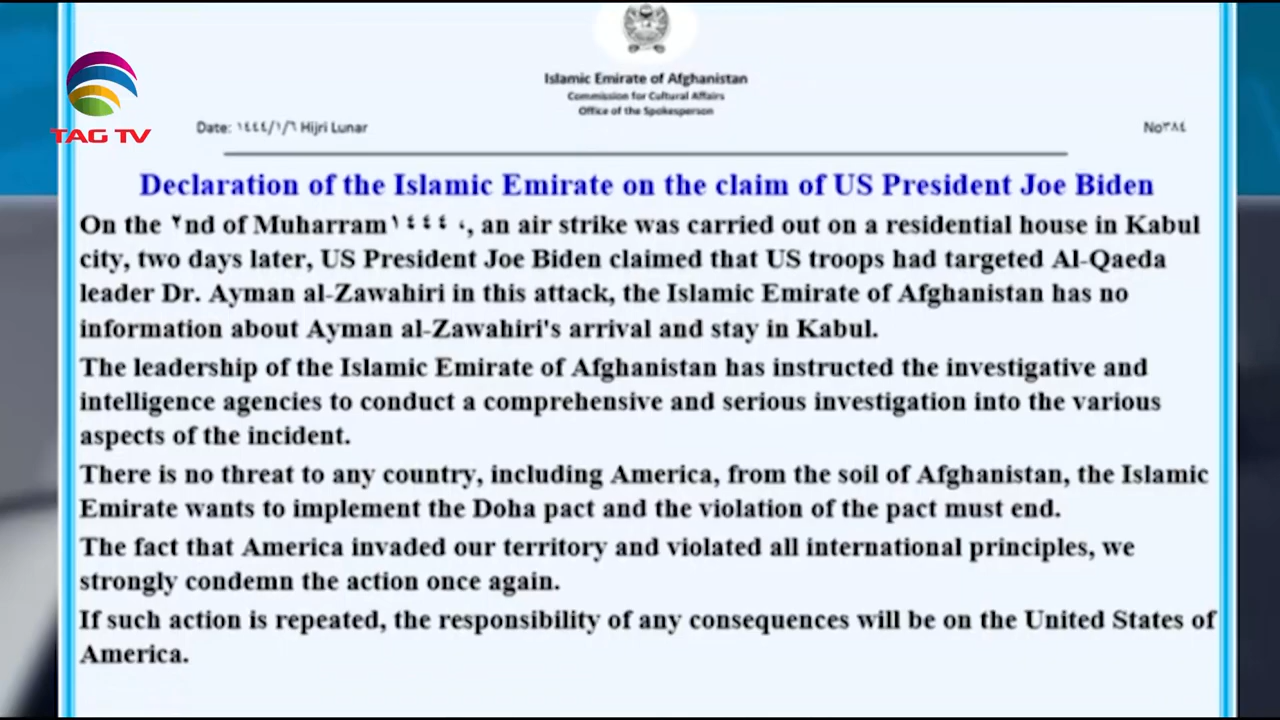 TAG TV
Islamic Emirate of Afghanistan
Commission for Cultural Affairs
Office of the Spokesperson
Date: ١٤٤٤/١/٦ Hijri Lunar
No٣٨٤
Declaration of the Islamic Emirate on the claim of US President Joe Biden
On the ٢nd of Muharram ١٤٤٤ ،, an air strike was carried out on a residential house in Kabul
city, two days later, US President Joe Biden claimed that US troops had targeted Al-Qaeda
leader Dr. Ayman al-Zawahiri in this attack, the Islamic Emirate of Afghanistan has no
information about Ayman al-Zawahiri's arrival and stay in Kabul.
The leadership of the Islamic Emirate of Afghanistan has instructed the investigative and
intelligence agencies to conduct a comprehensive and serious investigation into the various
aspects of the incident.
There is no threat to any country, including America, from the soil of Afghanistan, the Islamic
Emirate wants to implement the Doha pact and the violation of the pact must end.
The fact that America invaded our territory and violated all international principles, we
strongly condemn the action once again.
If such action is repeated, the responsibility of any consequences will be on the United States of
America.